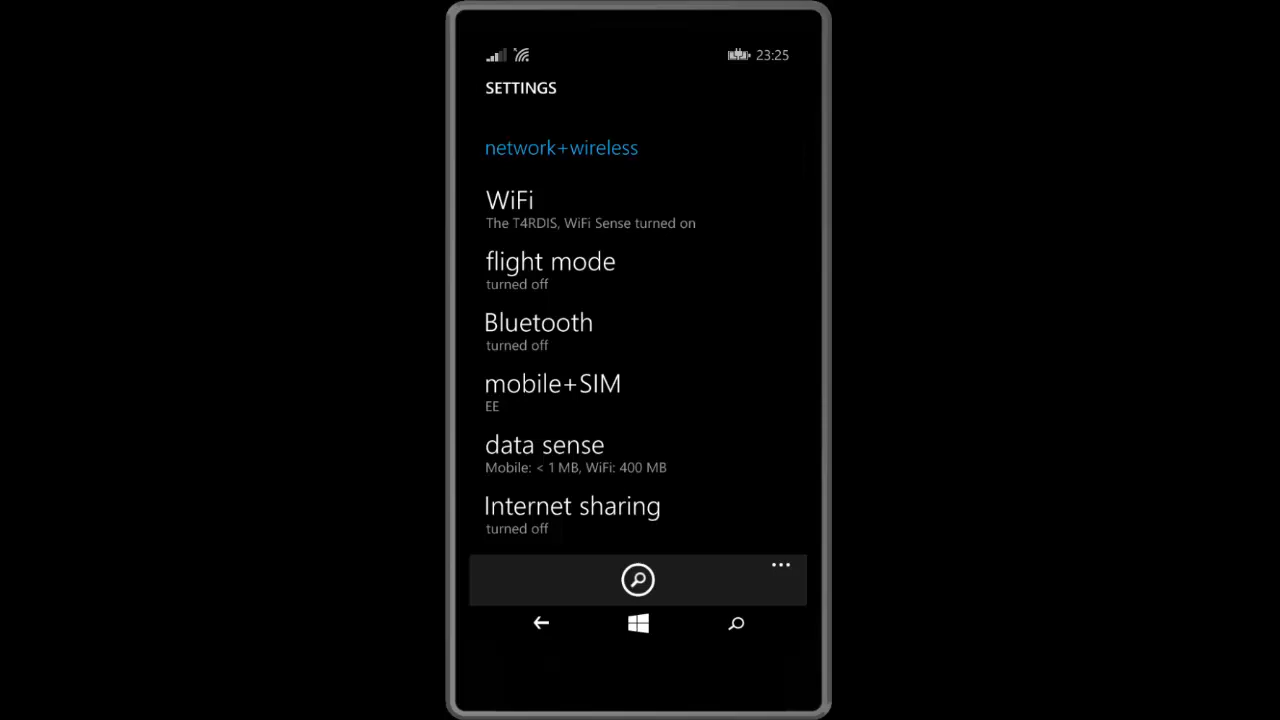 23:25
SETTINGS
network+wireless
WiFi
The T4RDIS, WiFi Sense turned on
flight mode
turned off
Bluetooth
turned off
mobile+SIM
EE
data sense
Mobile: < 1 MB, WiFi: 400 MB
Internet sharing
turned off